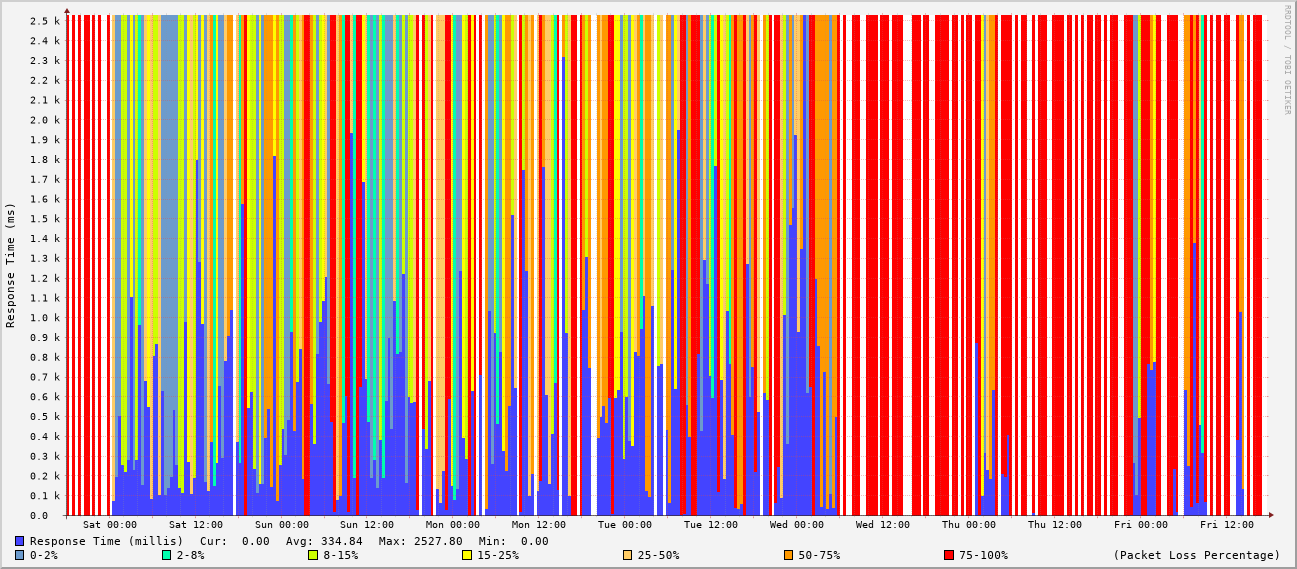 RRDTOOL / TOBI OETIKER
Response Time (ms)
2.5 k
2.4 k
2.3 k
2.2 k
2.1 k
2.0 k
1.9 k
1.8 k
1.7 k
1.6 k
1.5 k
1.4 k
1.3 k
1.2 k
1.1 k
1.0 k
0.9 k
0.8 k
0.7 k
0.6 k
0.5 k
0.4 k
0.3 k
0.2 k
0.1 k
0.0
Sat 00:00 Sat 12:00 Sun 00:00 Sun 12:00 Mon 00:00 Mon 12:00 Tue 00:00 Tue 12:00 Wed 00:00 Wed 12:00 Thu 00:00 Thu 12:00 Fri 00:00 Fri 12:00
Response Time (millis) Cur: 0.00 Avg: 334.84 Max: 2527.80 Min: 0.00
0-2% 2-8% 8-15% 15-25% 25-50% 50-75% 75-100% (Packet Loss Percentage)